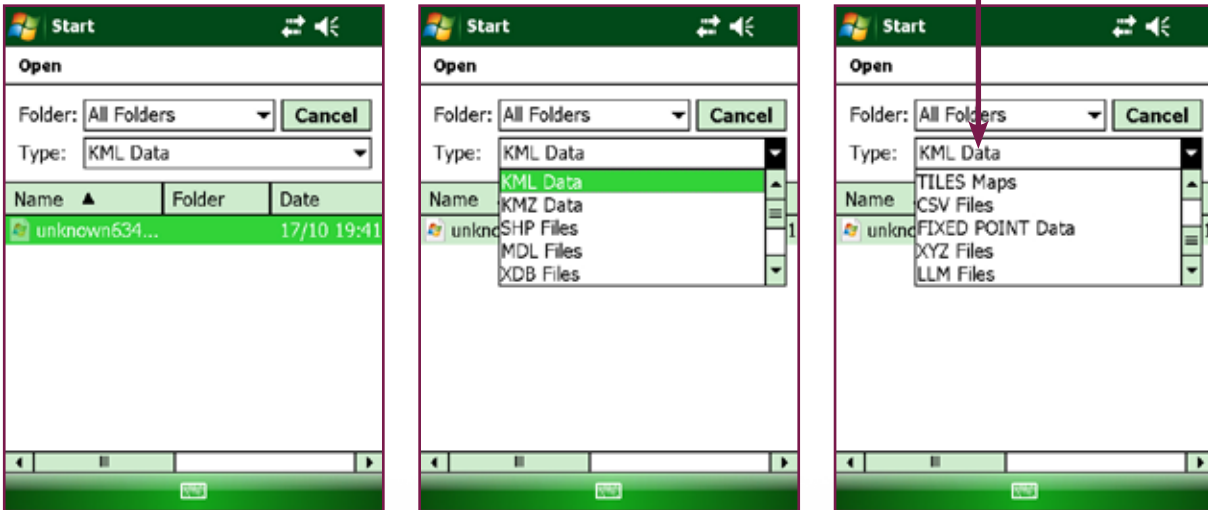 Start
Open
Folder: All Folders Cancel
Type: KML Data
Name Folder Date
unknown634... 17/10 19:41
Start
Open
Folder: All Folders Cancel
Type: KML Data
KML Data
Name
KMZ Data
SHP Files
MDL Files
XDB Files
Start
Open
Folder: All Folders Cancel
Type: KML Data
TILES Maps
Name
CSV Files
FIXED POINT Data
XYZ Files
LLM Files